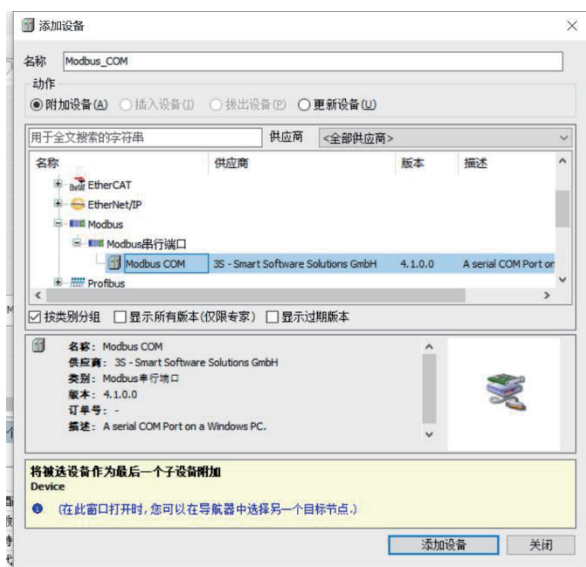 添加设备
名称 Modbus_COM
动作
附加设备(A) 插入设备(I) 拔出设备(P) 更新设备(U)
用于全文搜索的字符串 供应商 <全部供应商>
名称 供应商 版本 描述
EtherCAT
EtherNet/IP
Modbus
Modbus串行端口
Modbus COM 3S - Smart Software Solutions GmbH 4.1.0.0 A serial COM Port on
Profibus
按类别分组 显示所有版本(仅限专家) 显示过期版本
名称: Modbus COM
供应商: 3S - Smart Software Solutions GmbH
类别: Modbus串行端口
版本: 4.1.0.0
订单号: -
描述: A serial COM Port on a Windows PC.
将被选设备作为最后一个子设备附加
Device
(在此窗口打开时,您可以在导航器中选择另一个目标节点.)
添加设备 关闭